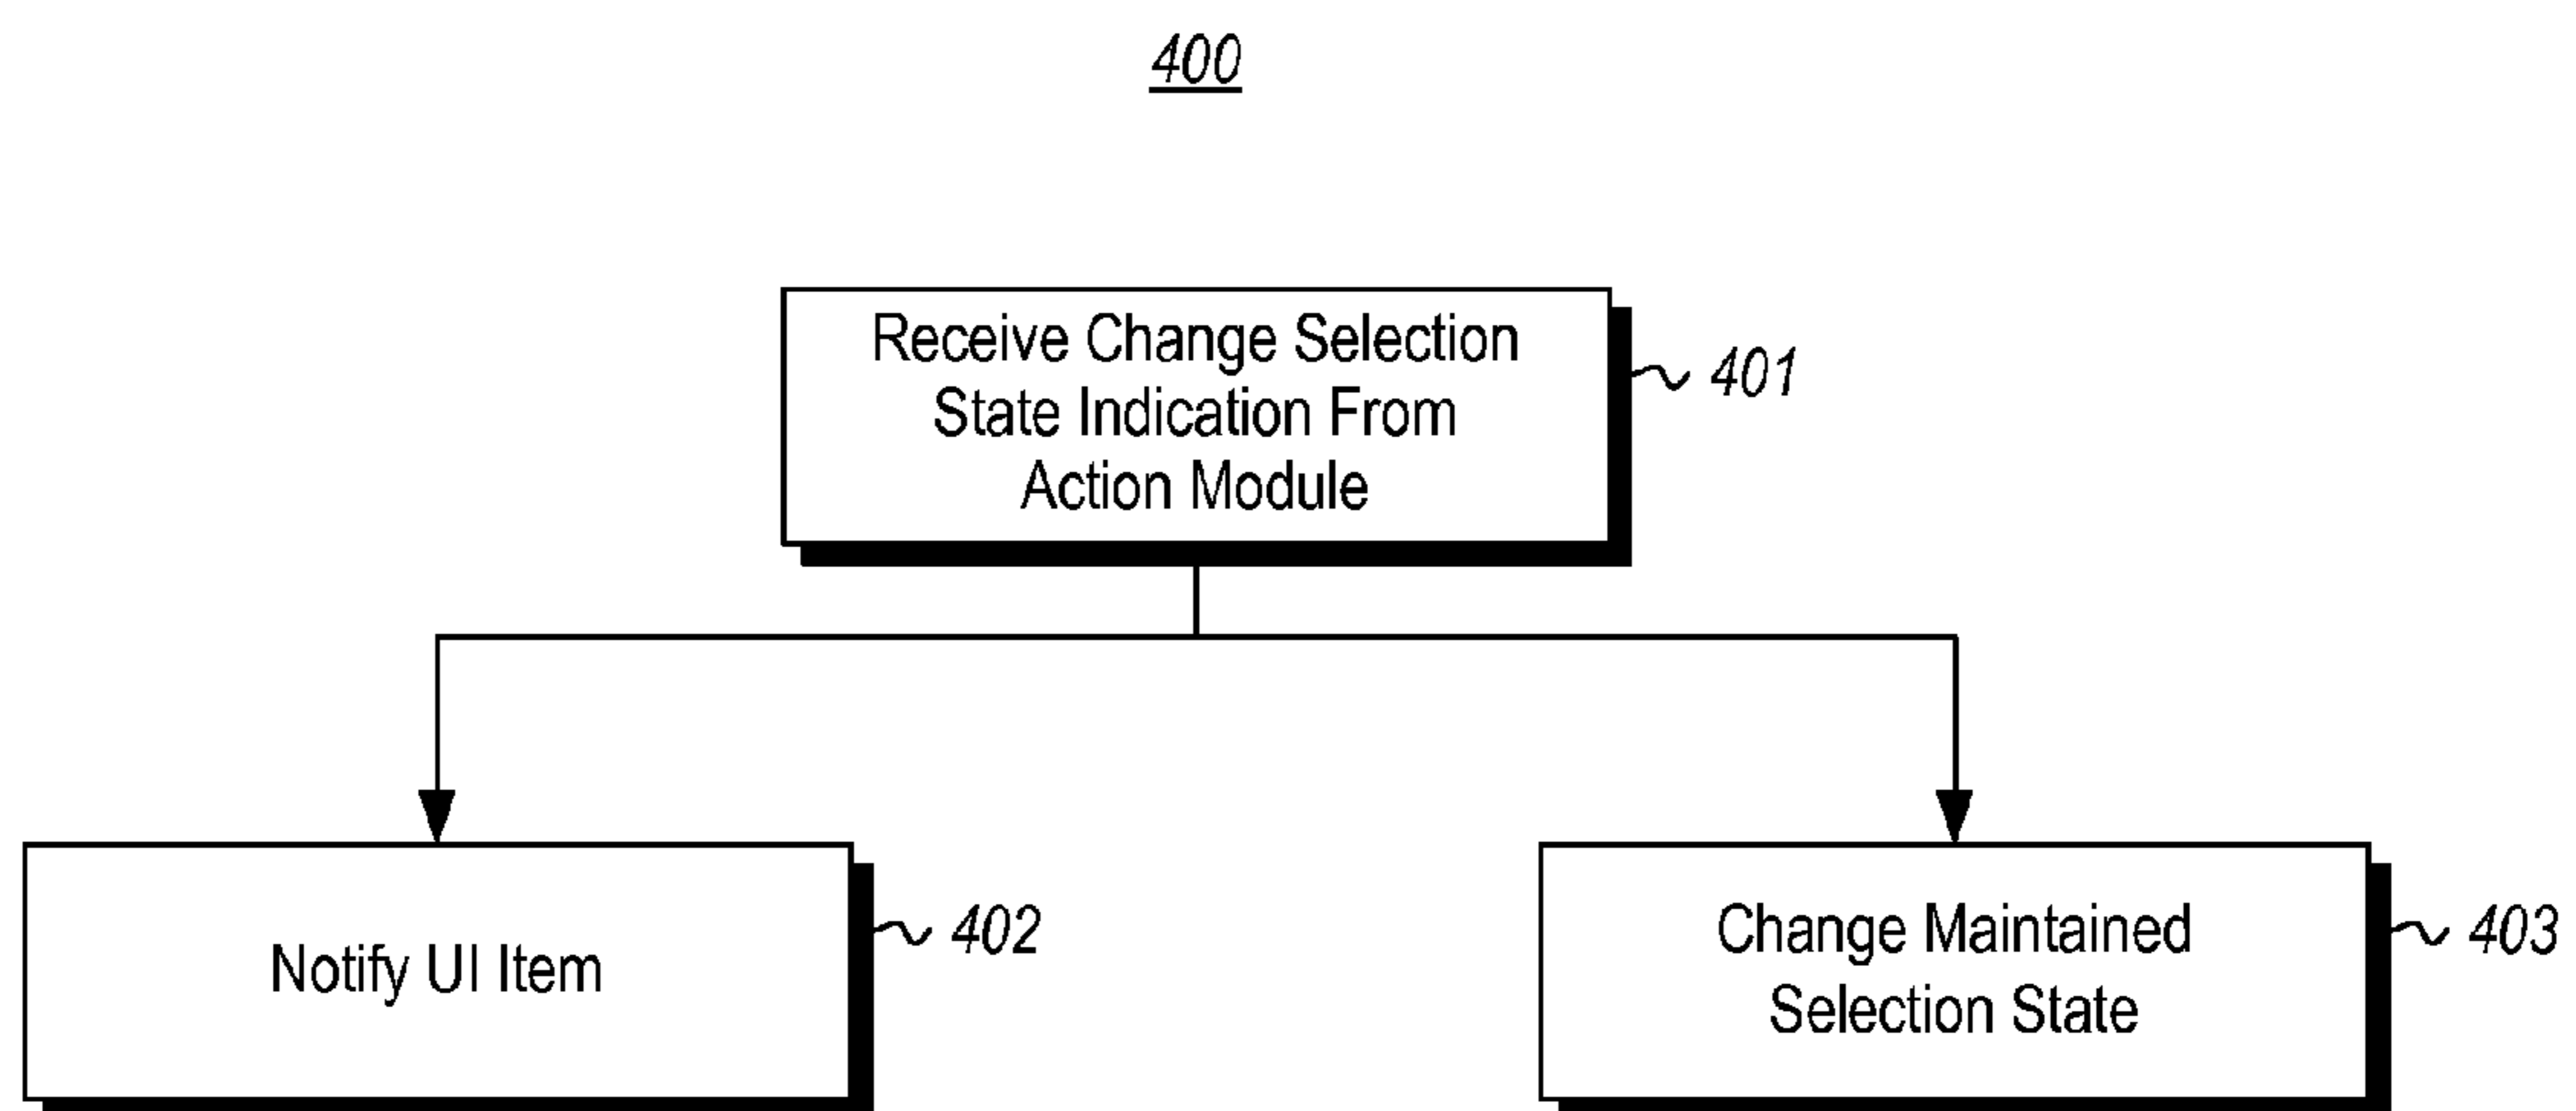 400
Receive Change Selection
State Indication From
Action Module
401
Notify UI Item
402
Change Maintained
Selection State
403